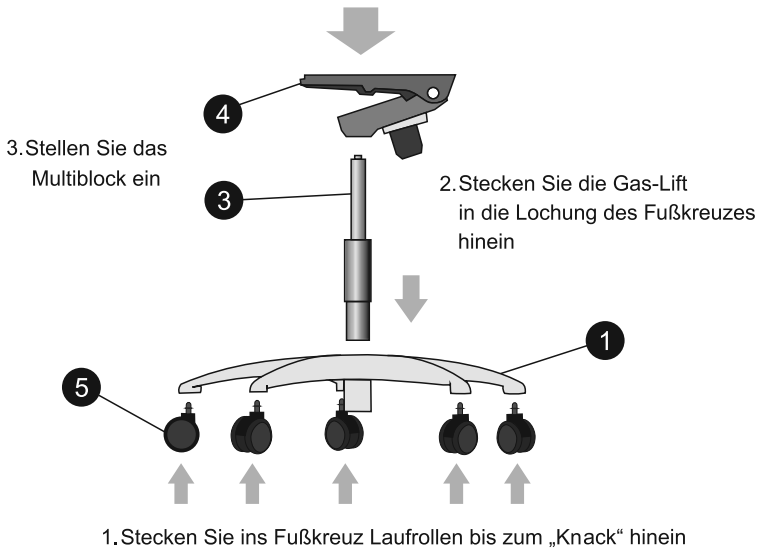 4
3.Stellen Sie das
Multiblock ein
3
2.Stecken Sie die Gas-Lift
in die Lochung des Fußkreuzes
hinein
1
5
1.Stecken Sie ins Fußkreuz Laufrollen bis zum „Knack“ hinein